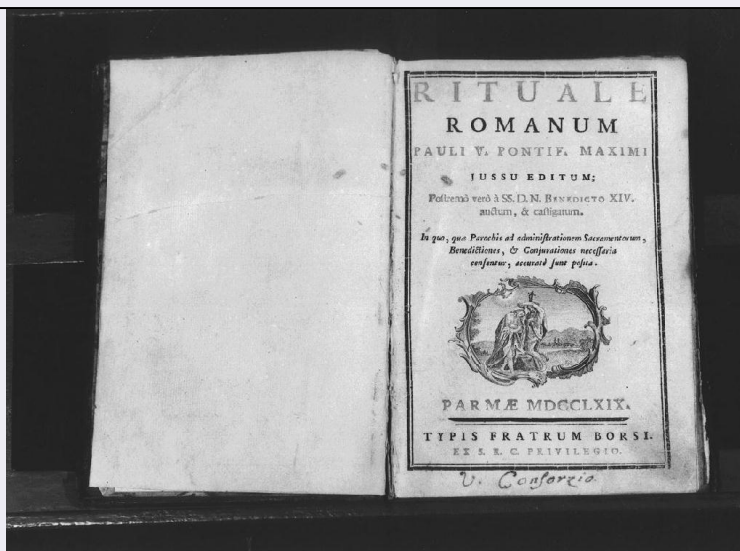 RITUALE
ROMANUM
PAULI V. PONTIF. MAXIMI
JUSSU EDITUM;
Postremò verò à SS. D. N. BENEDICTO XIV.
auctum, & castigatum.
In quo, quæ Parochis ad administrationem Sacramentorum,
Benedictiones, & Conjurationes necessaria
censentur, accuratè sunt posita.
PARMÆ MDCCLXIX.
TYPIS FRATRUM BORSI.
EX S. R. C. PRIVILEGIO.
V. Consorzio